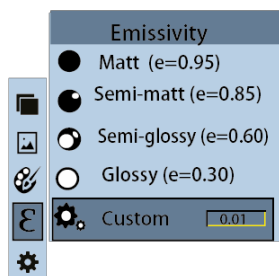 Emissivity
Matt (e=0.95)
Semi-matt (e=0.85)
Semi-glossy (e=0.60)
Glossy (e=0.30)
ε Custom 0.01